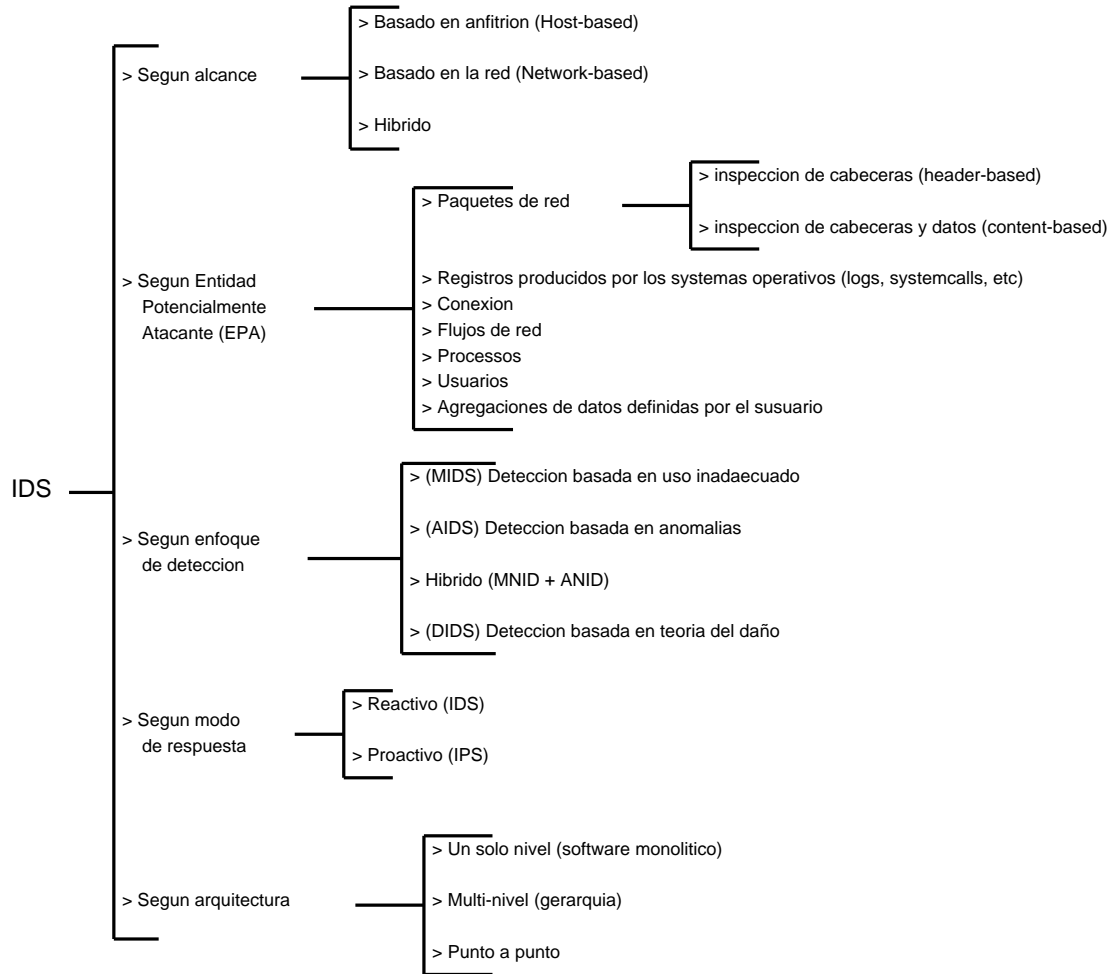 > Basado en anfitrion (Host-based)
> Segun alcance
> Basado en la red (Network-based)
> Hibrido
> inspeccion de cabeceras (header-based)
> Paquetes de red
> inspeccion de cabeceras y datos (content-based)
> Segun Entidad
Potencialmente
Atacante (EPA)
> Registros producidos por los systemas operativos (logs, systemcalls, etc)
> Conexion
> Flujos de red
> Processos
> Usuarios
> Agregaciones de datos definidas por el susuario
IDS
> (MIDS) Deteccion basada en uso inadaecuado
> (AIDS) Deteccion basada en anomalias
> Segun enfoque
de deteccion
> Hibrido (MNID + ANID)
> (DIDS) Deteccion basada en teoria del daño
> Segun modo
de respuesta
> Reactivo (IDS)
> Proactivo (IPS)
> Un solo nivel (software monolitico)
> Segun arquitectura
> Multi-nivel (gerarquia)
> Punto a punto